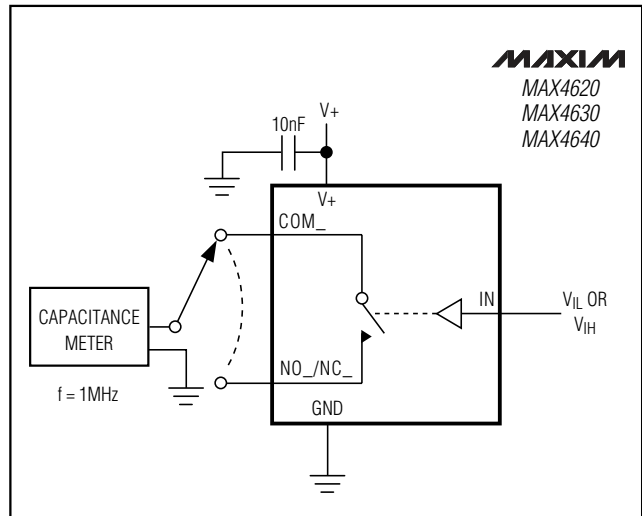 MAXIM
MAX4620
MAX4630
MAX4640
V+
10nF
V+
COM_
IN
V_IL OR
V_IH
CAPACITANCE
METER
NO_/NC_
f = 1MHz
GND